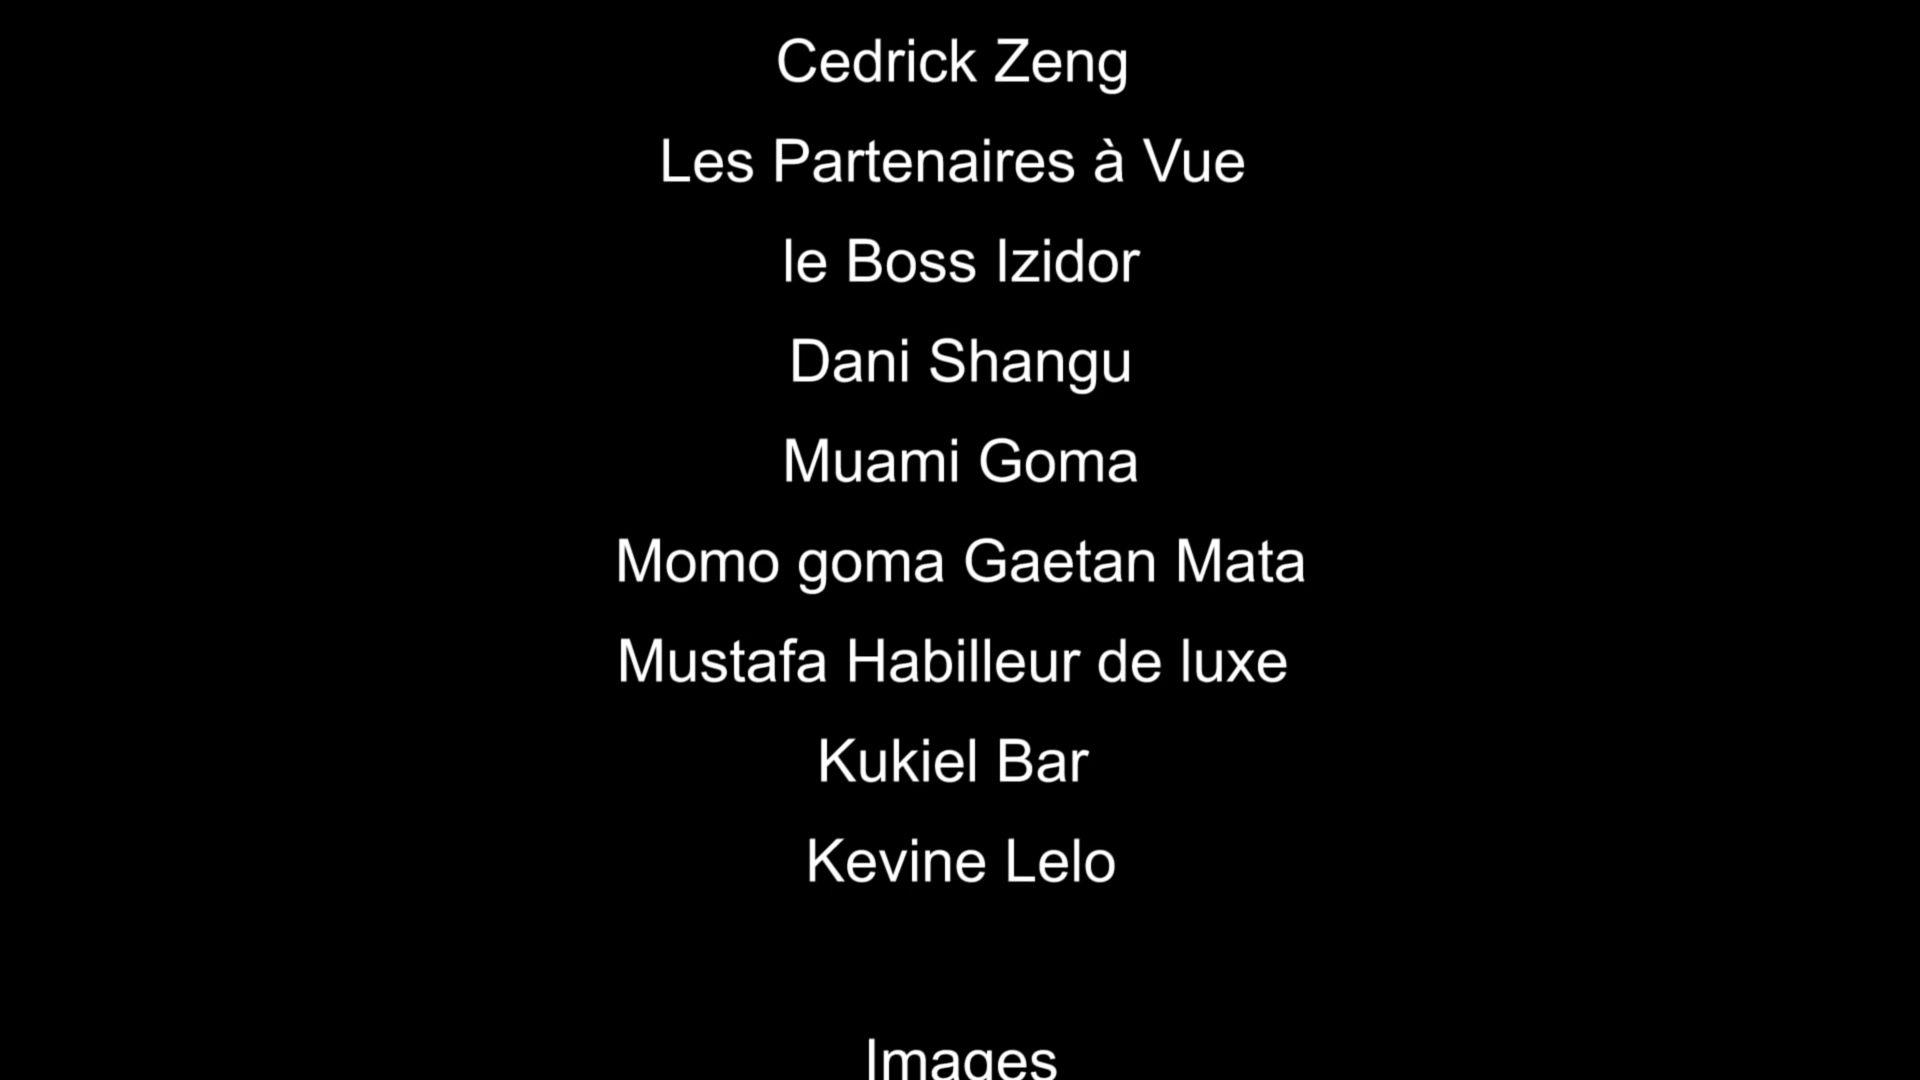 Cedrick Zeng
Les Partenaires à Vue
le Boss Izidor
Dani Shangu
Muami Goma
Momo goma Gaetan Mata
Mustafa Habilleur de luxe
Kukiel Bar
Kevine Lelo
Images